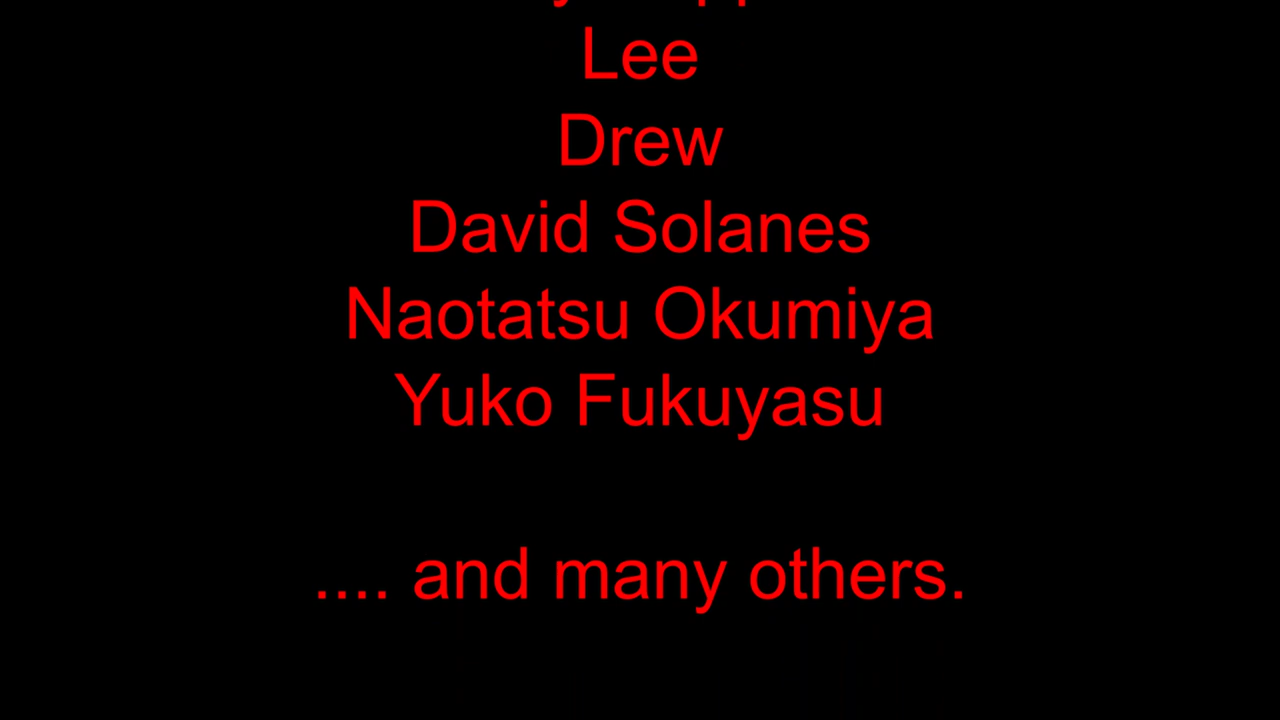 Lee
Drew
David Solanes
Naotatsu Okumiya
Yuko Fukuyasu
.... and many others.